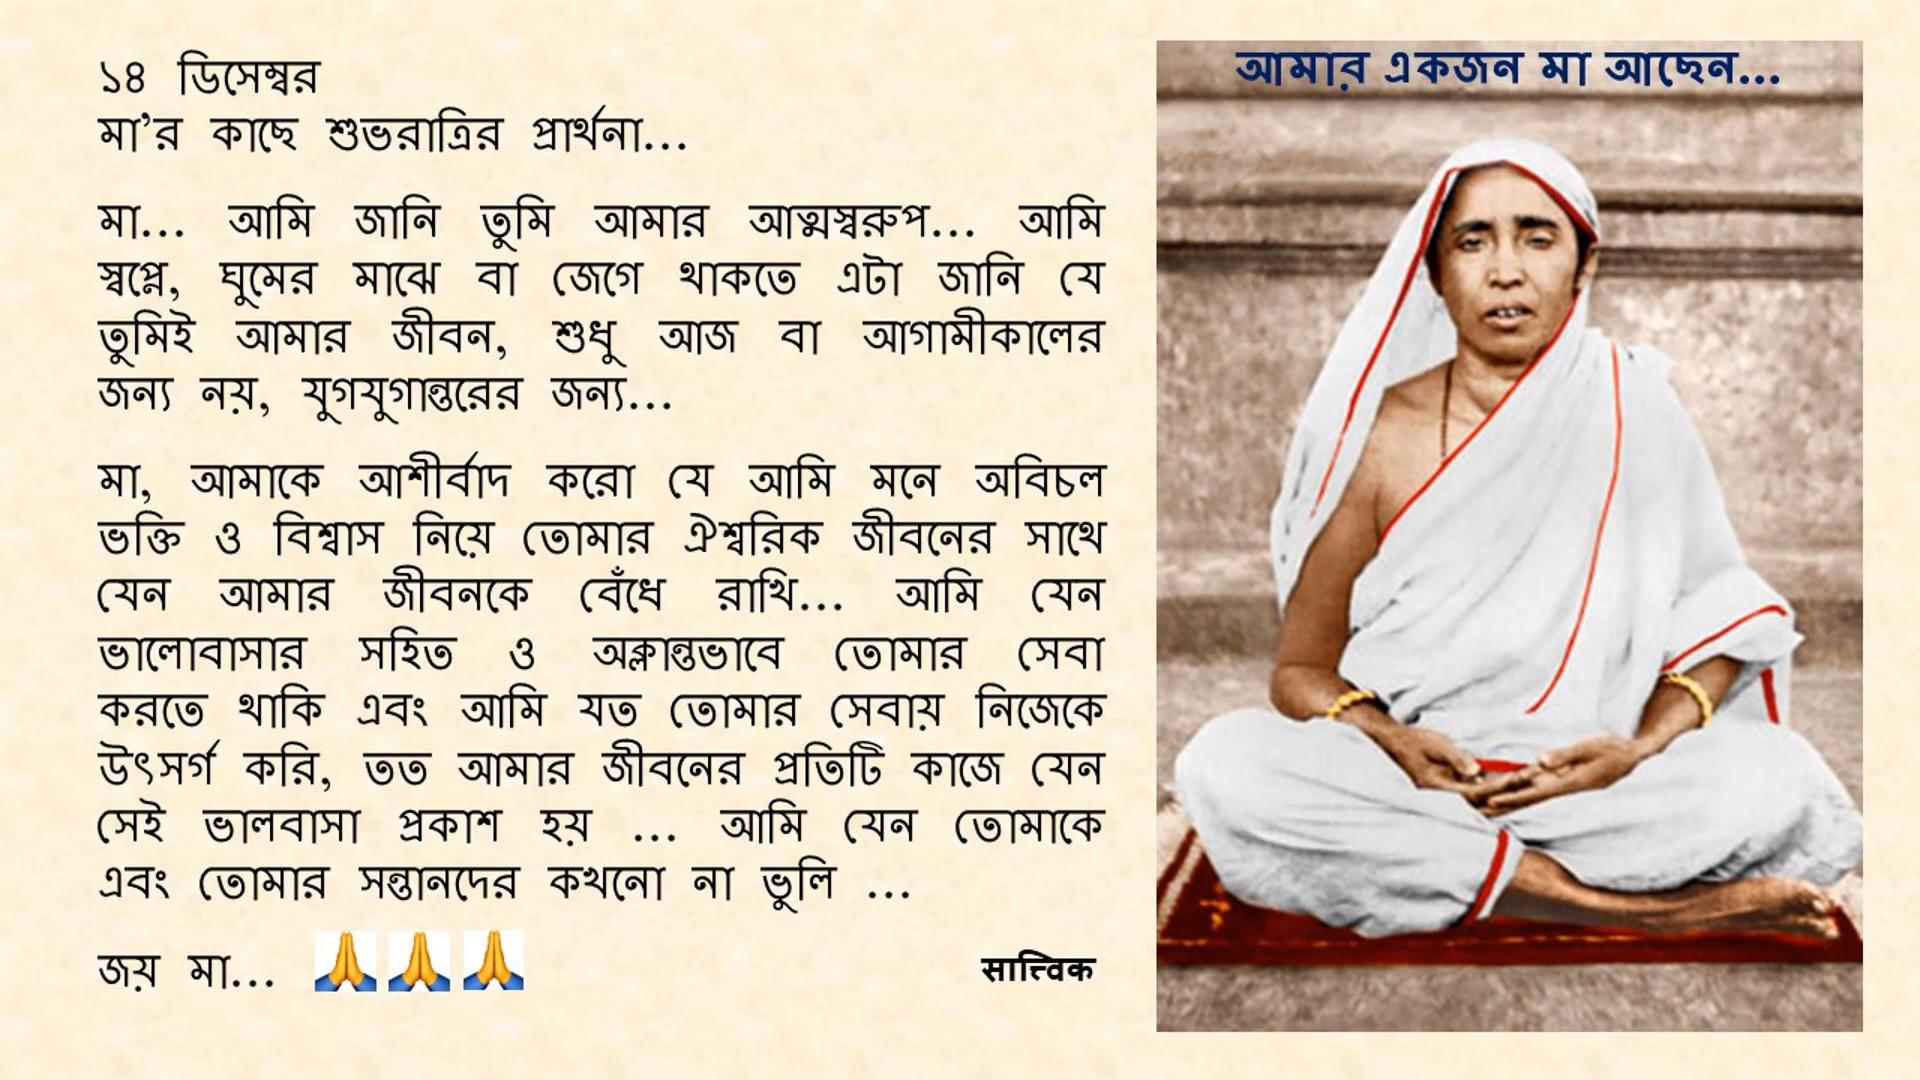 ১৪ ডিসেম্বর
মা’র কাছে শুভরাত্রির প্রার্থনা...
মা... আমি জানি তুমি আমার আত্মস্বরুপ... আমি
স্বপ্নে, ঘুমের মাঝে বা জেগে থাকতে এটা জানি যে
তুমিই আমার জীবন, শুধু আজ বা আগামীকালের
জন্য নয়, যুগযুগান্তরের জন্য...
মা, আমাকে আশীর্বাদ করো যে আমি মনে অবিচল
ভক্তি ও বিশ্বাস নিয়ে তোমার ঐশ্বরিক জীবনের সাথে
যেন আমার জীবনকে বেঁধে রাখি... আমি যেন
ভালোবাসার সহিত ও অক্লান্তভাবে তোমার সেবা
করতে থাকি এবং আমি যত তোমার সেবায় নিজেকে
উৎসর্গ করি, তত আমার জীবনের প্রতিটি কাজে যেন
সেই ভালবাসা প্রকাশ হয় ... আমি যেন তোমাকে
এবং তোমার সন্তানদের কখনো না ভুলি ...
জয় মা... 🙏🙏🙏
सात्त्विक
আমার একজন মা আছেন...